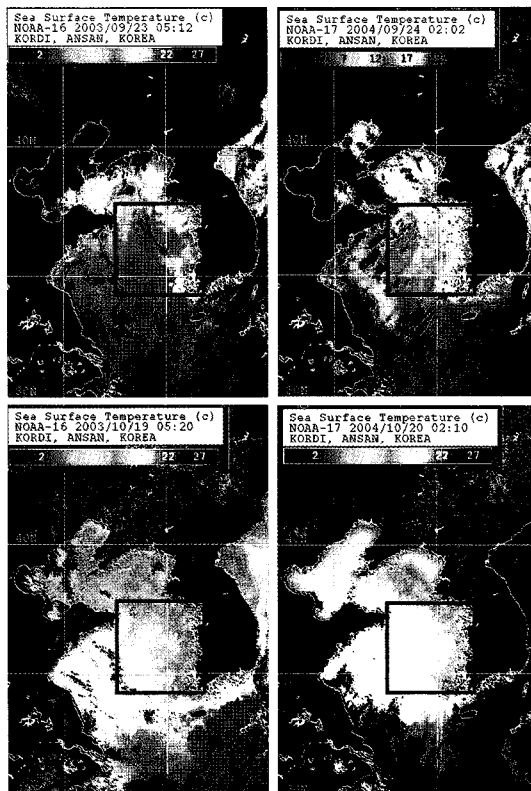 Sea Surface Temperature (c)
NOAA-16 2003/09/23 05:12
KORDI, ANSAN, KOREA
2 22 27
40N
Sea Surface Temperature (c)
NOAA-17 2004/09/24 02:02
KORDI, ANSAN, KOREA
7 12 17
40N
Sea Surface Temperature (c)
NOAA-16 2003/10/19 05:20
KORDI, ANSAN, KOREA
2 22 27
Sea Surface Temperature (c)
NOAA-17 2004/10/20 02:10
KORDI, ANSAN, KOREA
2 22 27